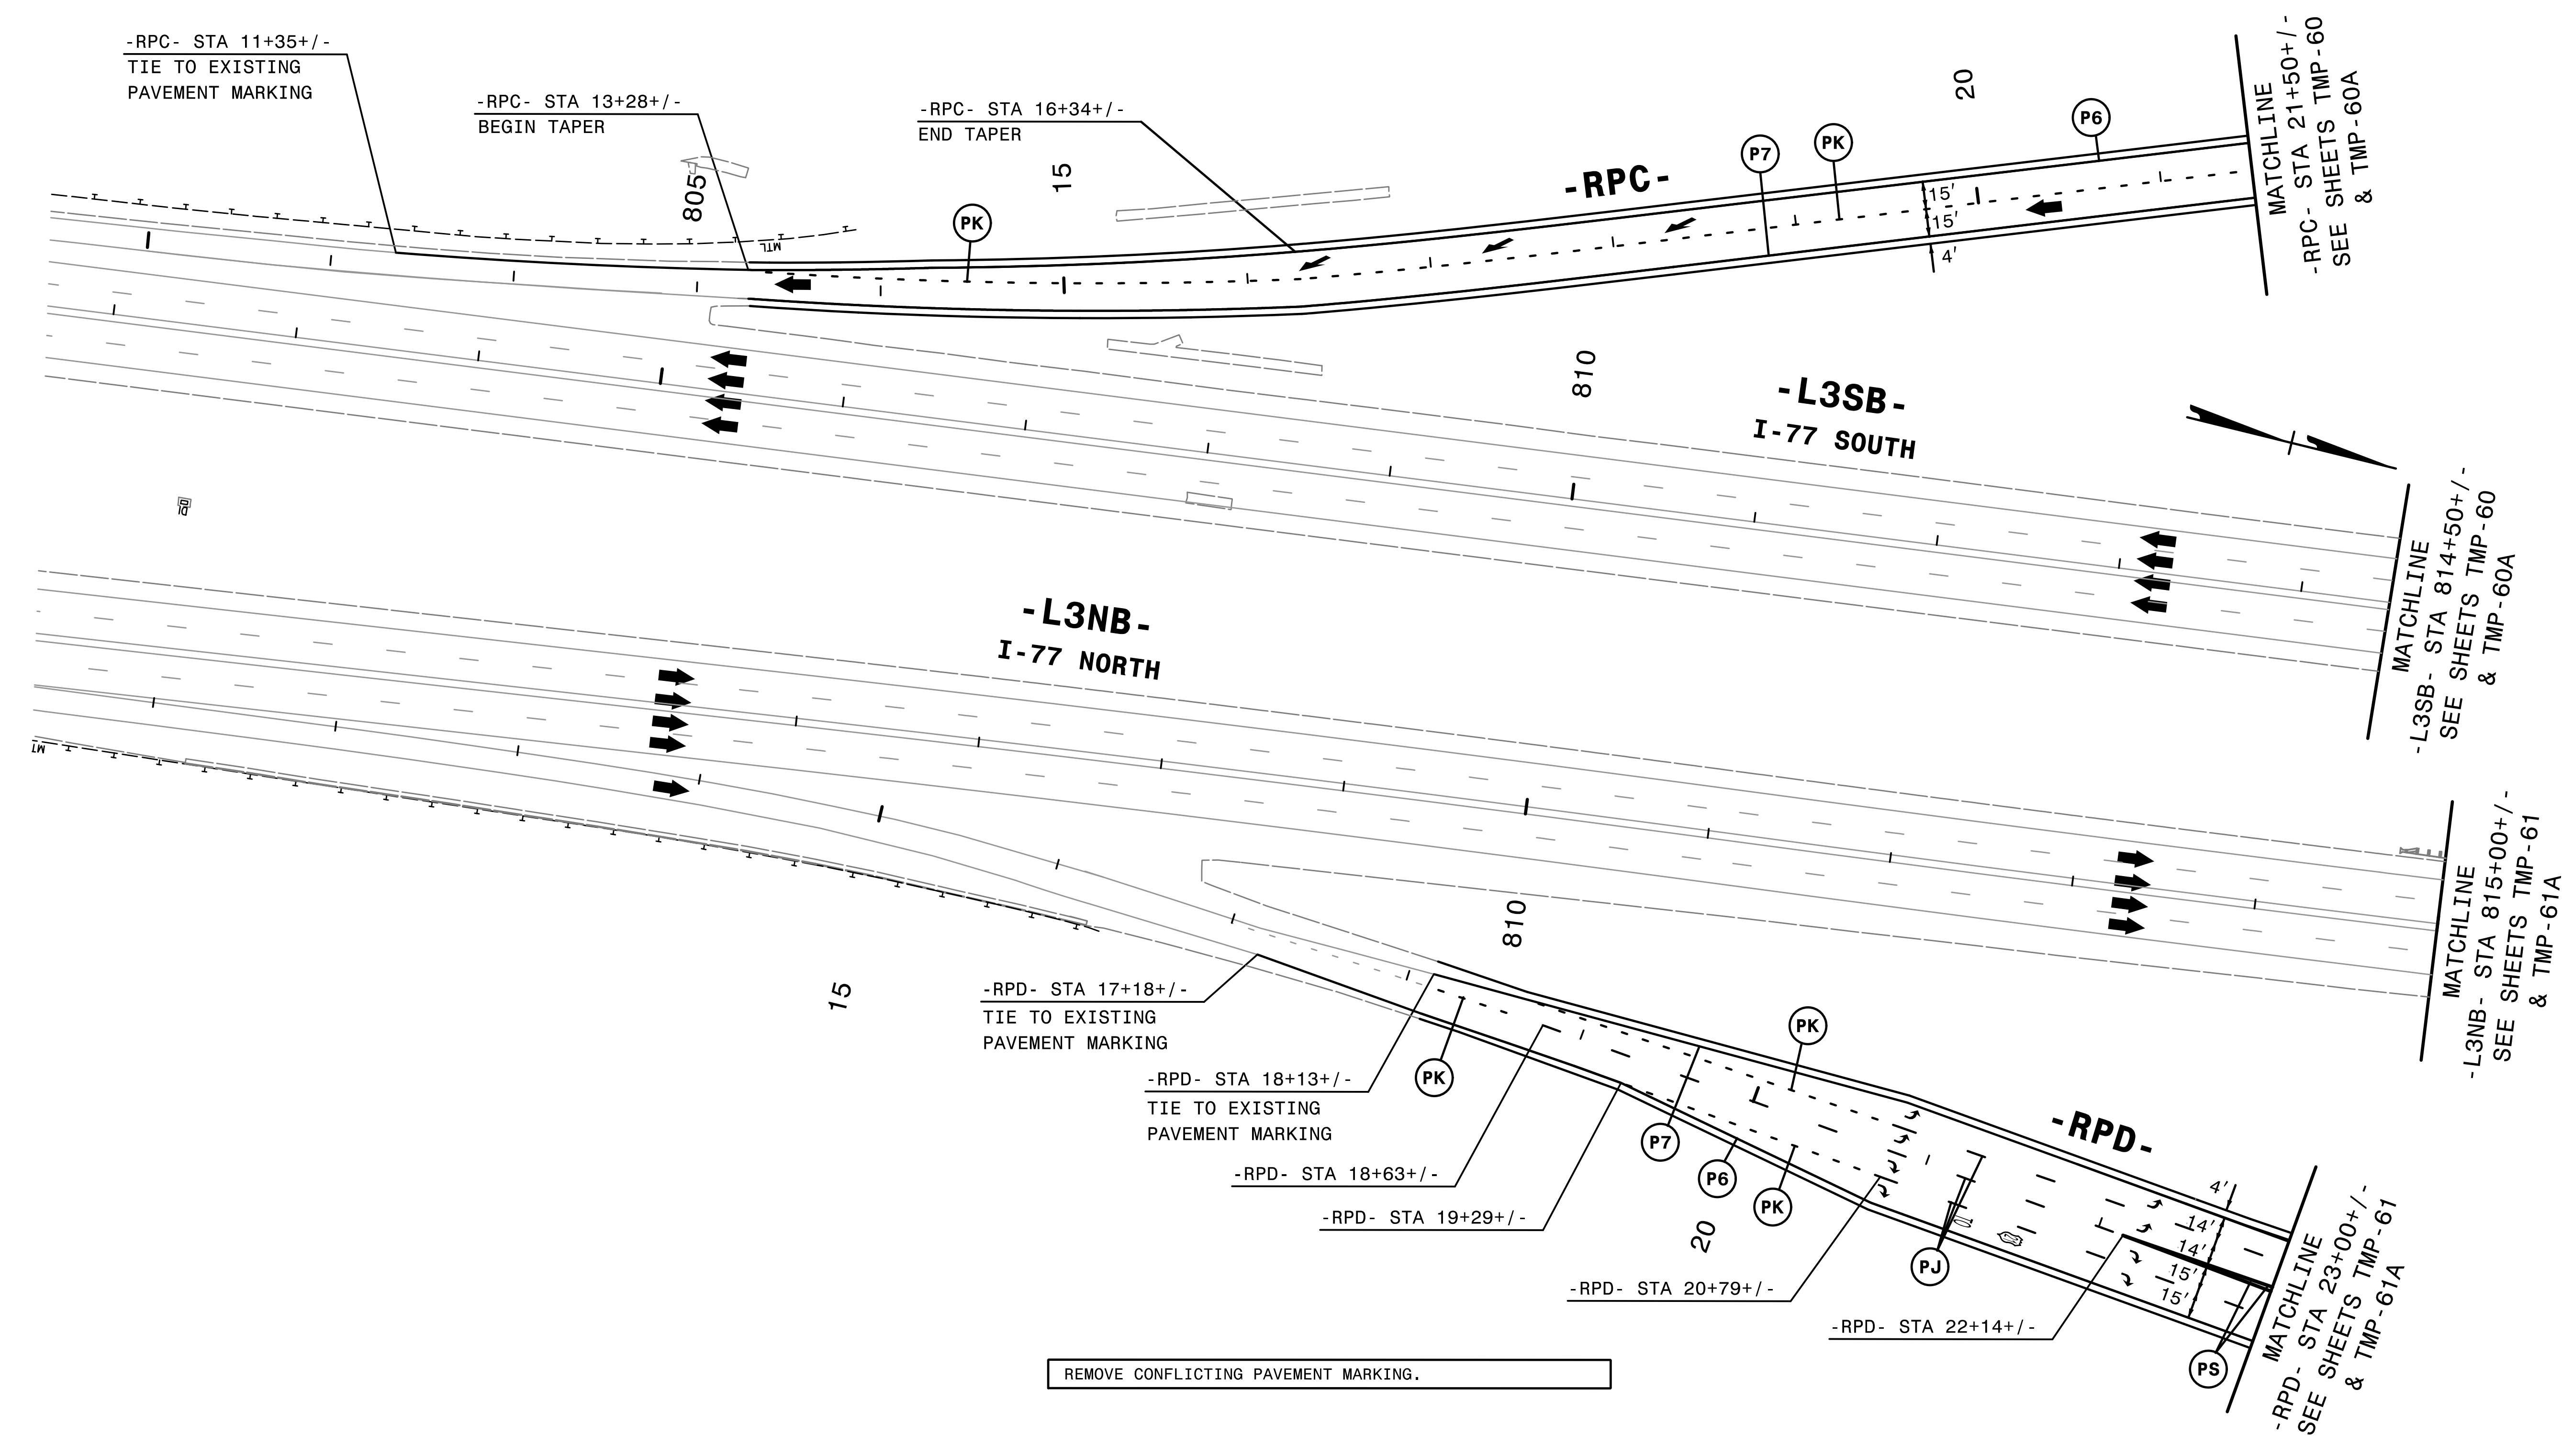 -RPC- STA 11+35+/-
TIE TO EXISTING
PAVEMENT MARKING
-RPC- STA 13+28+/-
BEGIN TAPER
-RPC- STA 16+34+/-
END TAPER
805
15
20
MTL
PK
P7
PK
P6
-RPC-
15'
15'
4'
MATCHLINE
-RPC- STA 21+50+/-
SEE SHEETS TMP-60
& TMP-60A
810
-L3SB-
I-77 SOUTH
MATCHLINE
-L3SB- STA 814+50+/-
SEE SHEETS TMP-60
& TMP-60A
DI
-L3NB-
I-77 NORTH
MATCHLINE
-L3NB- STA 815+00+/-
SEE SHEETS TMP-61
& TMP-61A
810
15
-RPD- STA 17+18+/-
TIE TO EXISTING
PAVEMENT MARKING
-RPD- STA 18+13+/-
TIE TO EXISTING
PAVEMENT MARKING
-RPD- STA 18+63+/-
-RPD- STA 19+29+/-
-RPD- STA 20+79+/-
-RPD- STA 22+14+/-
PK
PK
P7
P6
PK
20
PJ
PS
-RPD-
4'
14'
14'
15'
15'
MATCHLINE
-RPD- STA 23+00+/-
SEE SHEETS TMP-61
& TMP-61A
REMOVE CONFLICTING PAVEMENT MARKING.